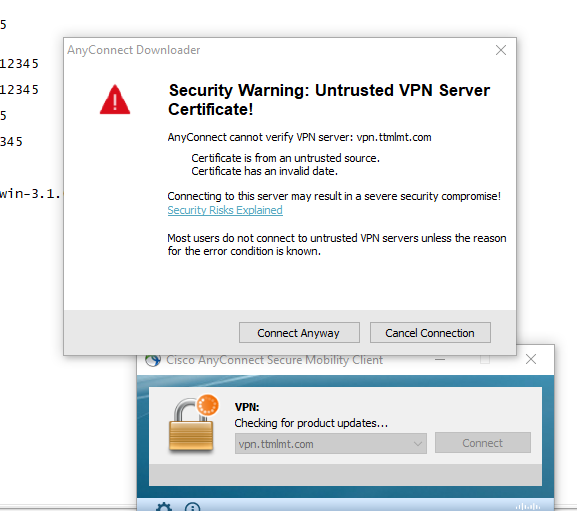 5
12345
12345
5
345
win-3.1.
AnyConnect Downloader
Security Warning: Untrusted VPN Server
Certificate!
AnyConnect cannot verify VPN server: vpn.ttmlmt.com
Certificate is from an untrusted source.
Certificate has an invalid date.
Connecting to this server may result in a severe security compromise!
Security Risks Explained
Most users do not connect to untrusted VPN servers unless the reason
for the error condition is known.
Connect Anyway
Cancel Connection
Cisco AnyConnect Secure Mobility Client
VPN:
Checking for product updates...
vpn.ttmlmt.com
Connect